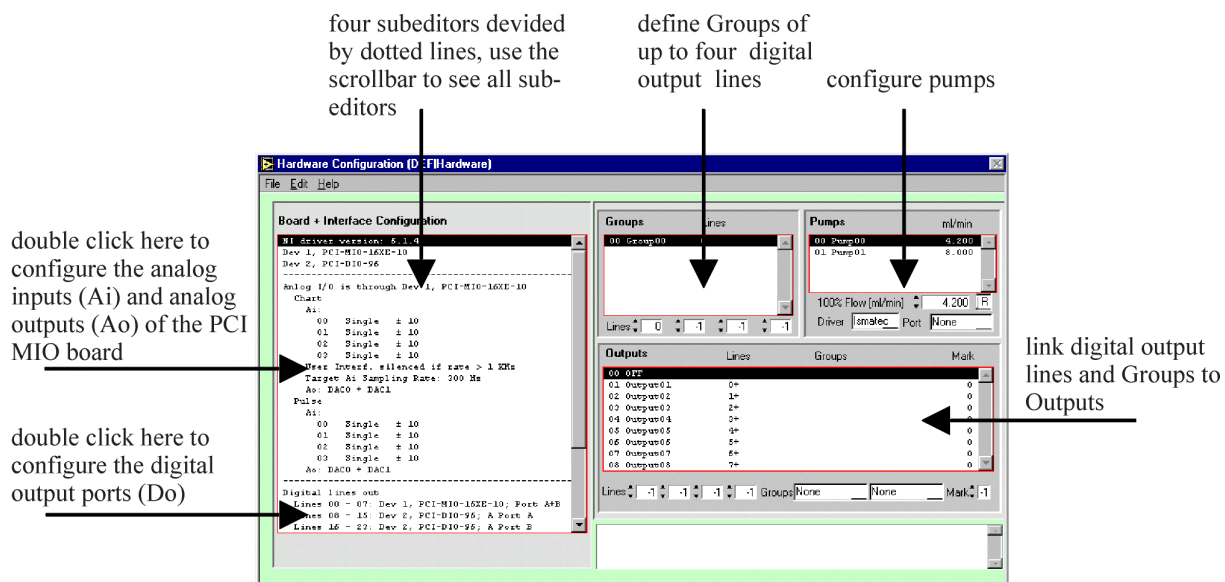 four subeditors devided
by dotted lines, use the
scrollbar to see all sub-
editors
define Groups of
up to four digital
output lines
configure pumps
Hardware Configuration (DEF|Hardware)
File Edit Help
double click here to
configure the analog
inputs (Ai) and analog
outputs (Ao) of the PCI
MIO board
double click here to
configure the digital
output ports (Do)
Board + Interface Configuration
NI driver version: 6.1.4
Dev 1, PCI-MIO-16XE-10
Dev 2, PCI-DIO-96
Anlog I/0 is through Dev 1, PCI-MIO-16XE-10
Chart
Ai:
00 Single ± 10
01 Single ± 10
02 Single ± 10
03 Single ± 10
User Interf. silenced if rate > 1 KHz
Target Ai Sampling Rate: 300 Hz
Ao: DAC0 + DAC1
Pulse
Ai:
00 Single ± 10
01 Single ± 10
02 Single ± 10
03 Single ± 10
Ao: DAC0 + DAC1
Digital lines out
Lines 00 - 07: Dev 1, PCI-MIO-16XE-10; Port A+B
Lines 08 - 15: Dev 2, PCI-DIO-96; A Port A
Lines 16 - 23: Dev 2, PCI-DIO-96; A Port B
Groups Lines
00 Group00
Lines 0 -1 -1 -1
Pumps ml/min
00 Pump00 4.200
01 Pump01 8.000
100% Flow [ml/min] 4.200 R
Driver Ismatec Port None
Outputs Lines Groups Mark
00 OFF
01 Output01 0+ 0
02 Output02 1+ 0
03 Output03 2+ 0
04 Output04 3+ 0
05 Output05 4+ 0
06 Output06 5+ 0
07 Output07 6+ 0
08 Output08 7+ 0
Lines -1 -1 -1 -1 Groups None None Mark -1
link digital output
lines and Groups to
Outputs